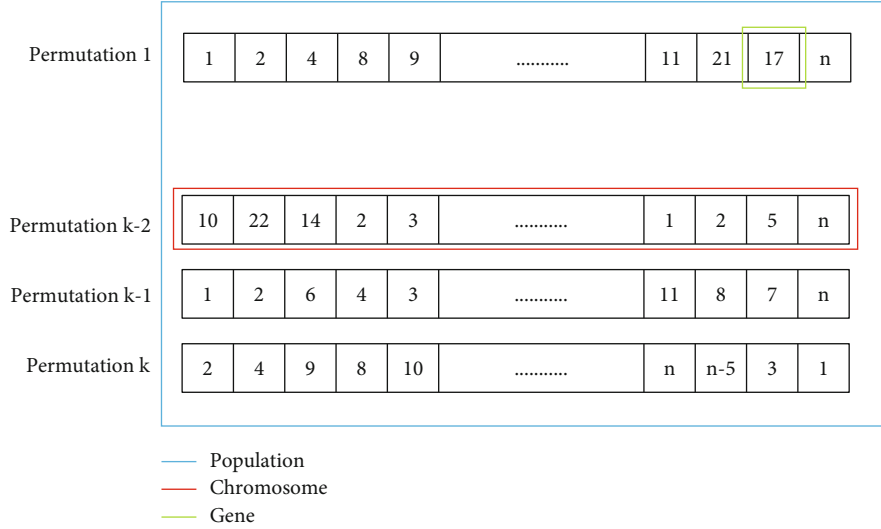 Permutation 1 1 2 4 8 9 ........... 11 21 17 n
Permutation k-2 10 22 14 2 3 ........... 1 2 5 n
Permutation k-1 1 2 6 4 3 ........... 11 8 7 n
Permutation k 2 4 9 8 10 ........... n n-5 3 1
Population
Chromosome
Gene